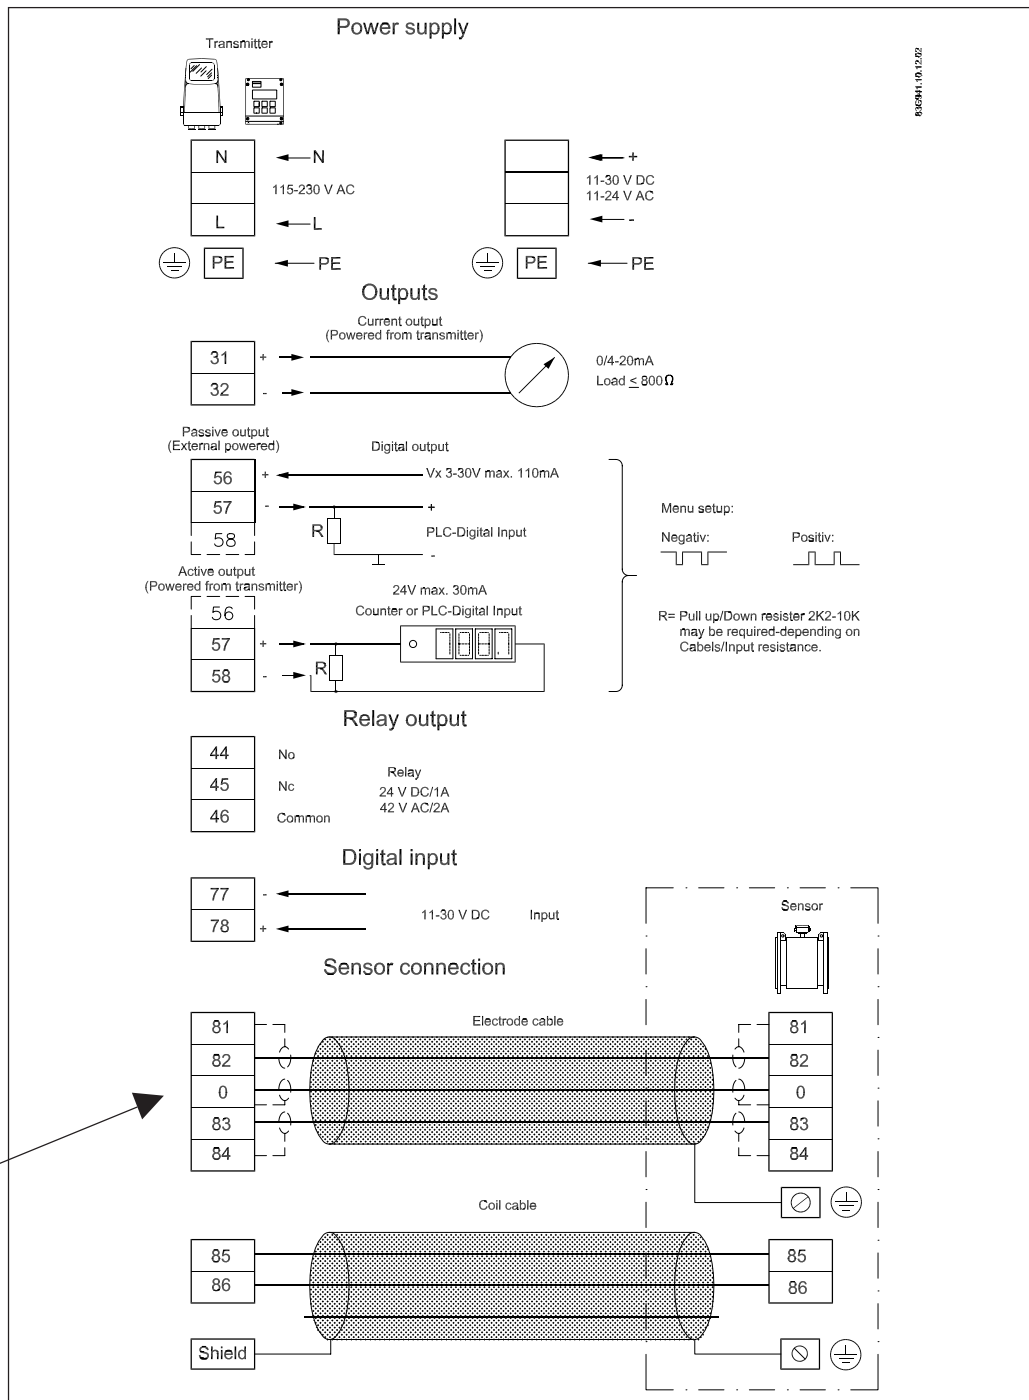 Power supply
83G941.10.12.02
Transmitter
N
N
115-230 V AC
L
L
PE
PE
+
11-30 V DC
11-24 V AC
-
PE
PE
Outputs
Current output
(Powered from transmitter)
31 +
32 -
0/4-20mA
Load ≤ 800Ω
Passive output
(External powered)
Digital output
56 + Vx 3-30V max. 110mA
57 - +
R
PLC-Digital Input
58 -
Menu setup:
Negativ: Positiv:
Active output
(Powered from transmitter)
24V max. 30mA
Counter or PLC-Digital Input
56
57 +
R
58 -
R= Pull up/Down resister 2K2-10K
may be required-depending on
Cabels/Input resistance.
Relay output
44 No
45 Nc
46 Common
Relay
24 V DC/1A
42 V AC/2A
Digital input
77 -
78 +
11-30 V DC Input
Sensor
Sensor connection
Electrode cable
81 81
82 82
0 0
83 83
84 84
Coil cable
85 85
86 86
Shield